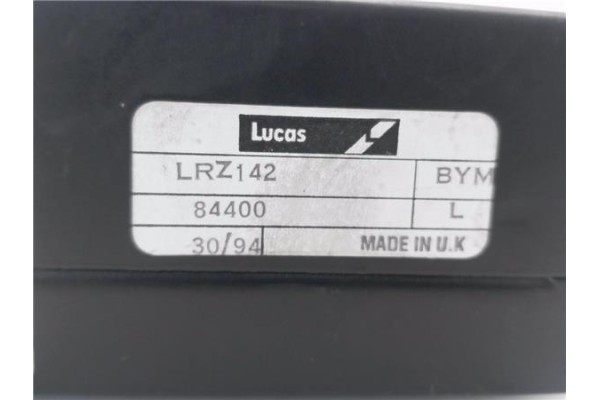 Lucas
LRZ142 BYM
84400 L
30/94 MADE IN U.K